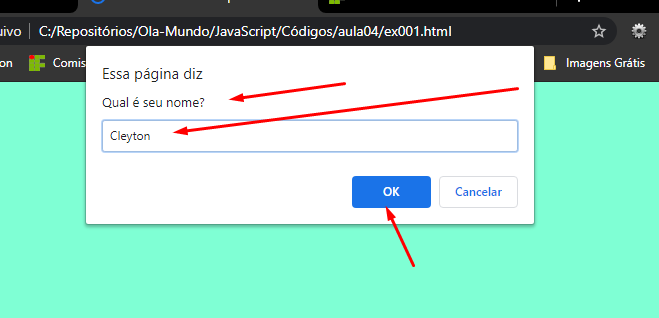 uivo
C:/Repositórios/Ola-Mundo/JavaScript/Códigos/aula04/ex001.html
on
Comis
Imagens Grátis
Essa página diz
Qual é seu nome?
Cleyton
OK
Cancelar